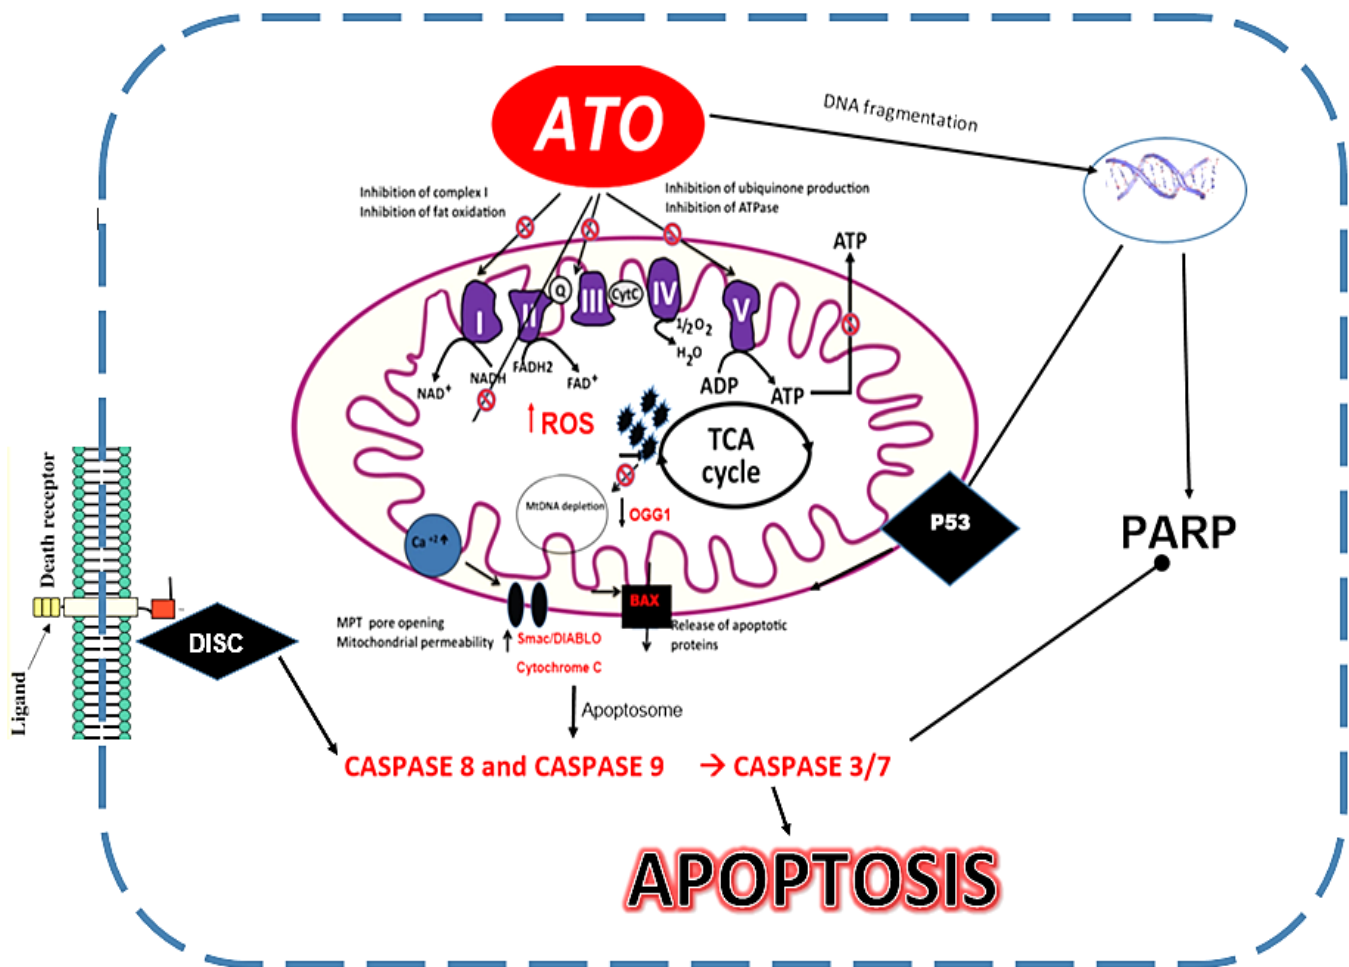 ATO
DNA fragmentation
Inhibition of complex I
Inhibition of fat oxidation
Inhibition of ubiquinone production
Inhibition of ATPase
ATP
I
II
Q
III
CytC
IV
V
1/2O2
H2O
NAD+
NADH
FADH2
FAD+
ADP
ATP
↑ROS
TCA
cycle
MtDNA depletion
OGG1
P53
PARP
Ca +2↑
Death receptor
Ligand
DISC
BAX
MPT pore opening
Mitochondrial permeability
Smac/DIABLO
Cytochrome C
Release of apoptotic
proteins
Apoptosome
CASPASE 8 and CASPASE 9 → CASPASE 3/7
APOPTOSIS